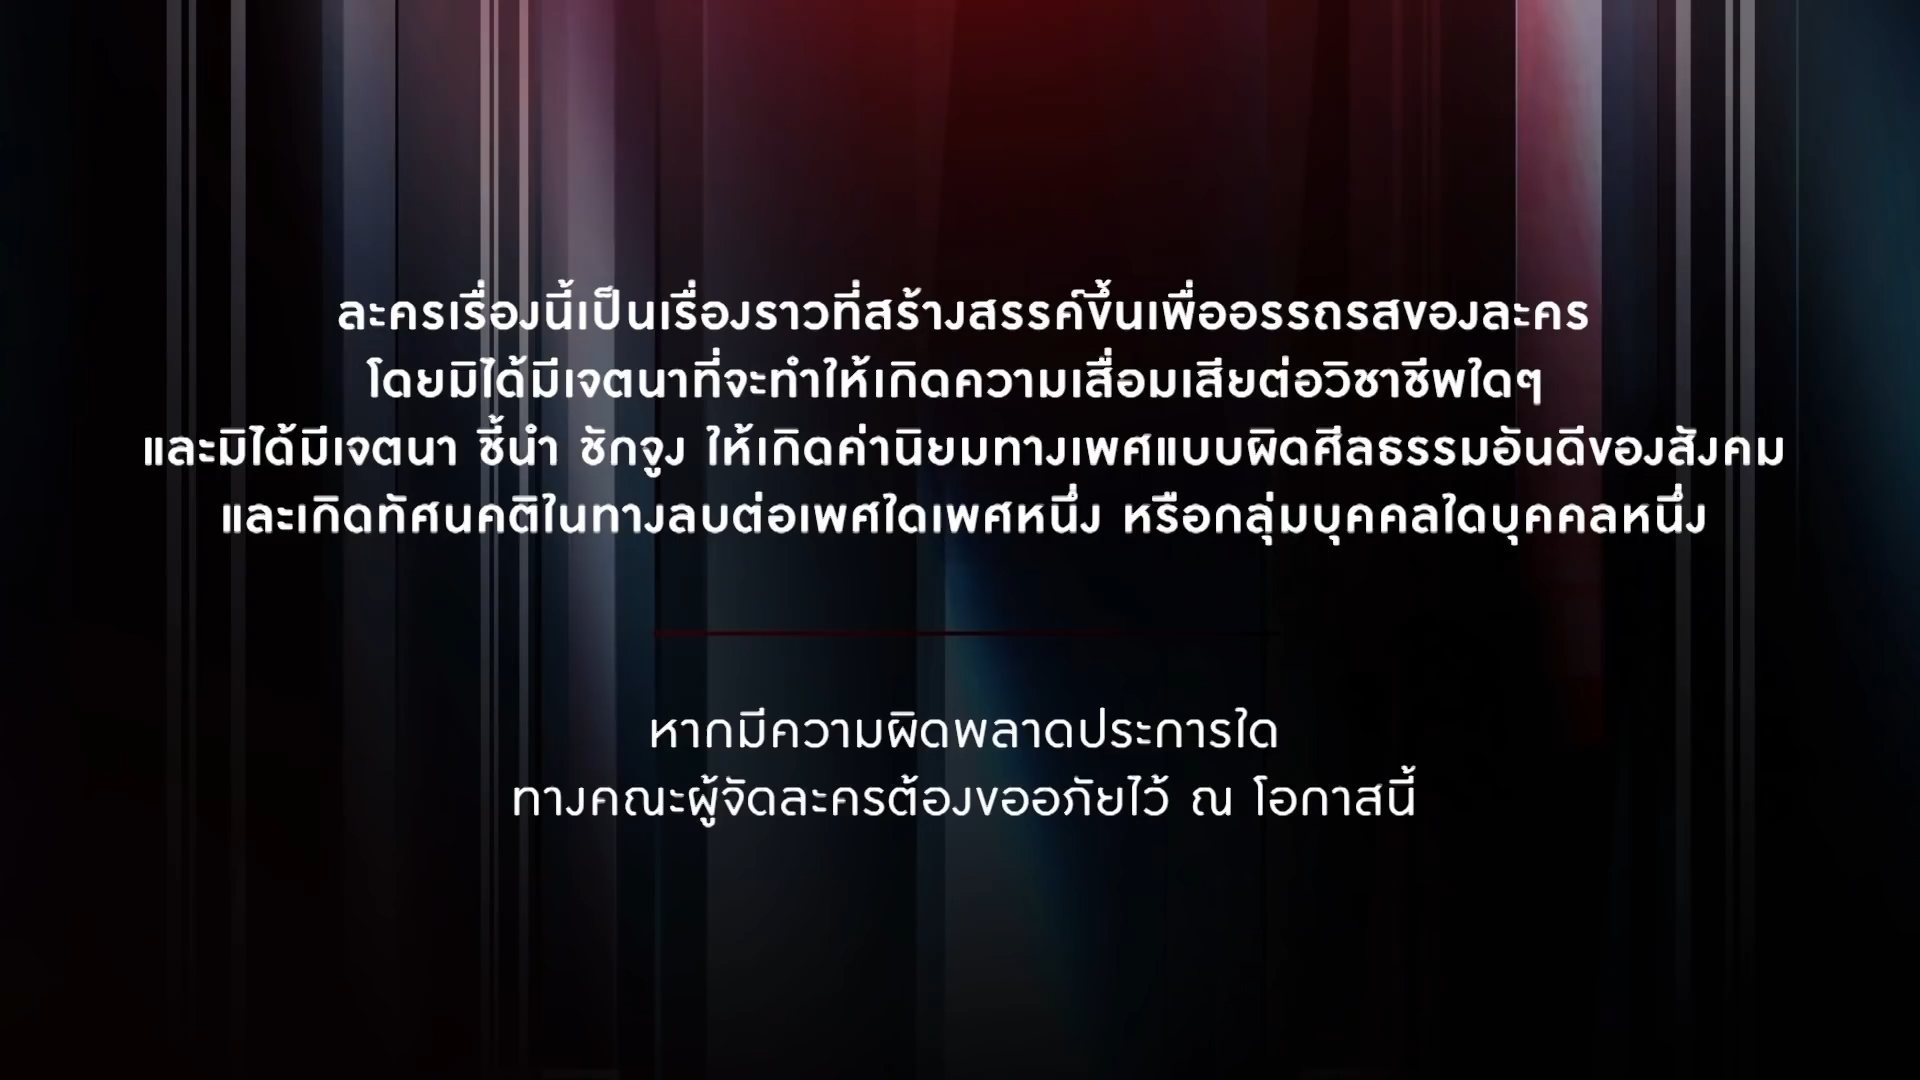 ละครเรื่องนี้เป็นเรื่องราวที่สร้างสรรค์ขึ้นเพื่ออรรถรสของละคร
โดยมิได้มีเจตนาที่จะทำให้เกิดความเสื่อมเสียต่อวิชาชีพใดๆ
และมิได้มีเจตนา ชี้นำ ชักจูง ให้เกิดค่านิยมทางเพศแบบผิดศีลธรรมอันดีของสังคม
และเกิดทัศนคติในทางลบต่อเพศใดเพศหนึ่ง หรือกลุ่มบุคคลใดบุคคลหนึ่ง
หากมีความผิดพลาดประการใด
ทางคณะผู้จัดละครต้องขออภัยไว้ ณ โอกาสนี้